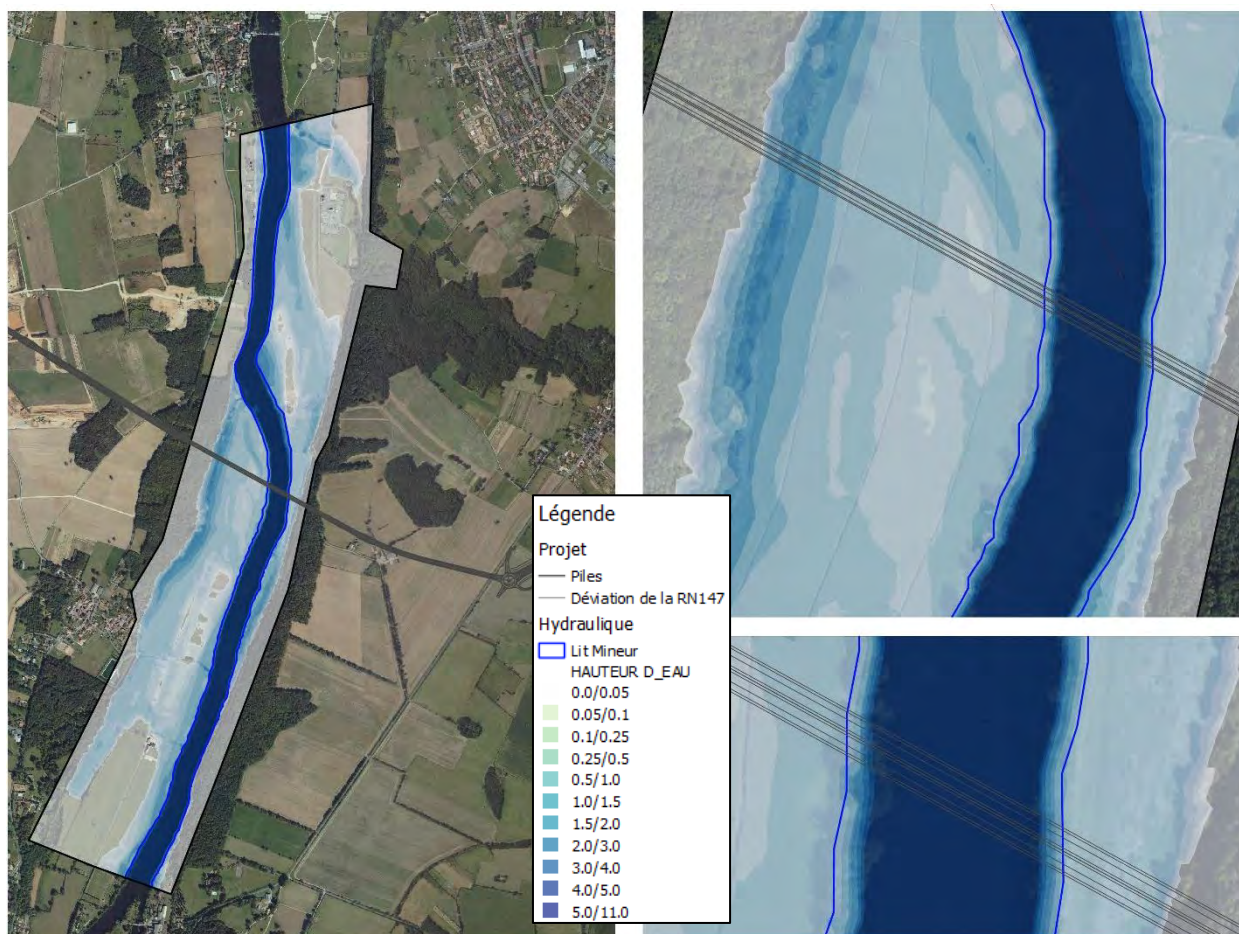 Légende
Projet
Piles
Déviation de la RN147
Hydraulique
Lit Mineur
HAUTEUR D_EAU
0.0/0.05
0.05/0.1
0.1/0.25
0.25/0.5
0.5/1.0
1.0/1.5
1.5/2.0
2.0/3.0
3.0/4.0
4.0/5.0
5.0/11.0